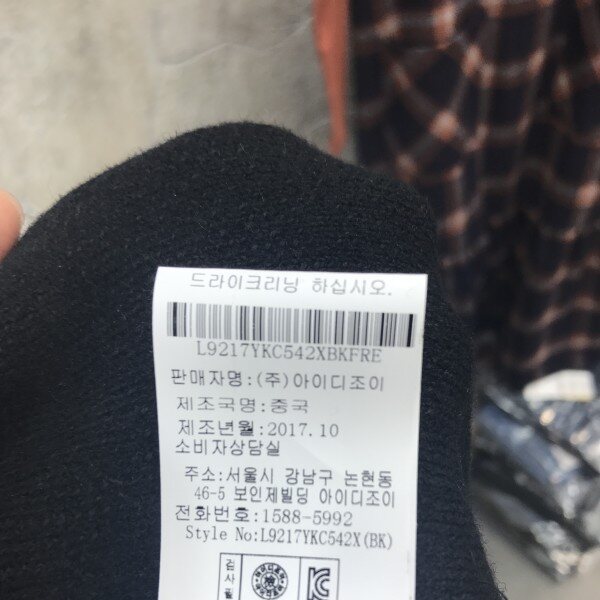 드라이크리닝 하십시오.
L9217YKC542XBKFRE
판매자명:(주)아이디조이
제조국명:중국
제조년월:2017.10
소비자상담실
주소:서울시 강남구 논현동
46-5 보인제빌딩 아이디조이
전화번호:1588-5992
Style No:L9217YKC542X(BK)
검사필